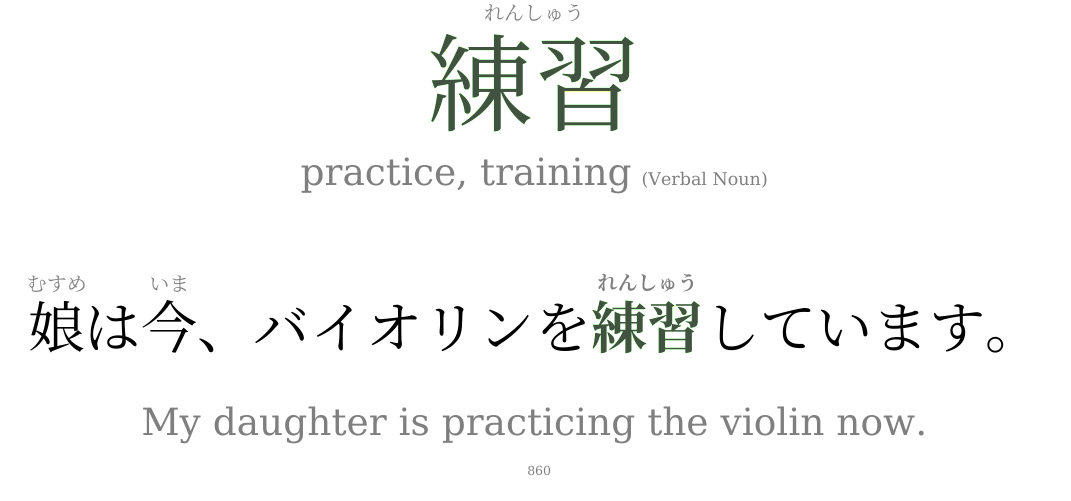 れんしゅう
練習
practice, training (Verbal Noun)
むすめ いま れんしゅう
娘は今、バイオリンを練習しています。
My daughter is practicing the violin now.
860